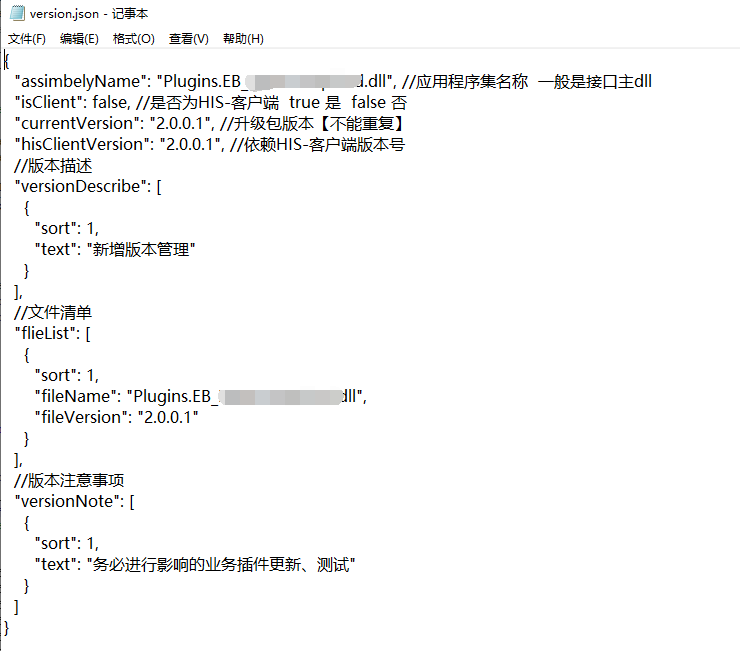 version.json - 记事本
文件(F) 编辑(E) 格式(O) 查看(V) 帮助(H)
{
"assimbelyName": "Plugins.EB_ d.dll", //应用程序集名称 一般是接口主dll
"isClient": false, //是否为HIS-客户端 true 是 false 否
"currentVersion": "2.0.0.1", //升级包版本【不能重复】
"hisClientVersion": "2.0.0.1", //依赖HIS-客户端版本号
//版本描述
"versionDescribe": [
{
"sort": 1,
"text": "新增版本管理"
}
],
//文件清单
"flieList": [
{
"sort": 1,
"fileName": "Plugins.EB_ dll",
"fileVersion": "2.0.0.1"
}
],
//版本注意事项
"versionNote": [
{
"sort": 1,
"text": "务必进行影响的业务插件更新、测试"
}
]
}